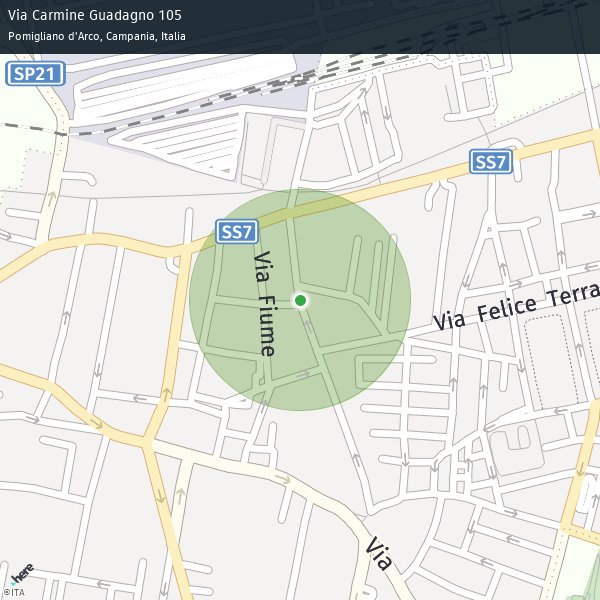 Via Carmine Guadagno 105
Pomigliano d'Arco, Campania, Italia
SP21
SS7
SS7
Via Fiume
Via Felice Terra
Via
here
©ITA